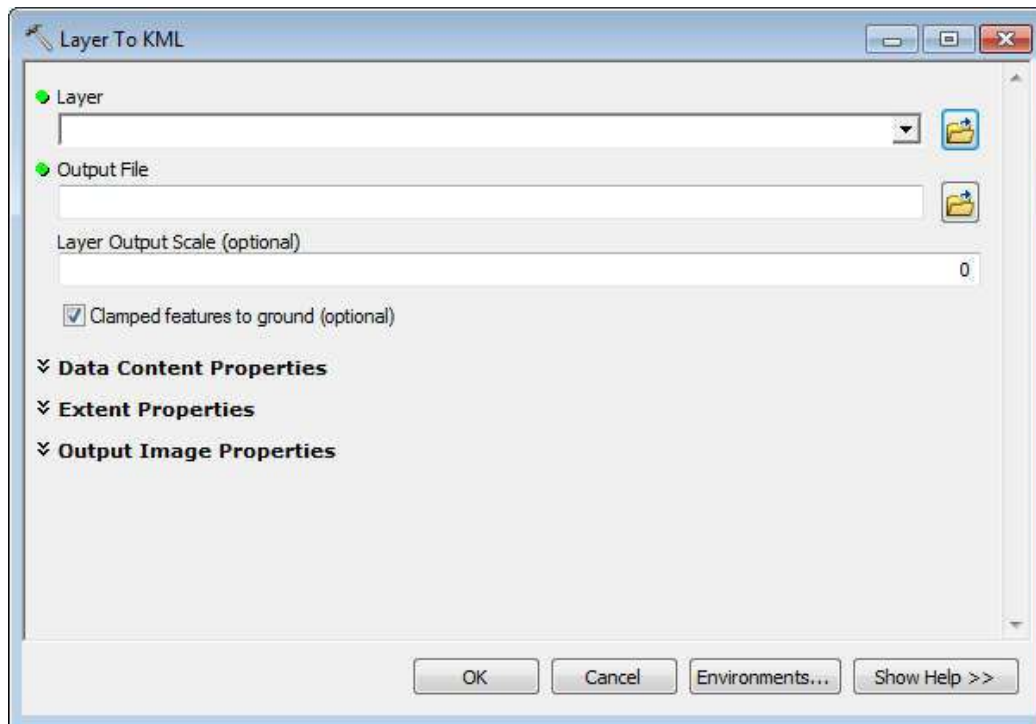 Layer To KML
Layer
Output File
Layer Output Scale (optional)
0
Clamped features to ground (optional)
Data Content Properties
Extent Properties
Output Image Properties
OK Cancel Environments... Show Help >>